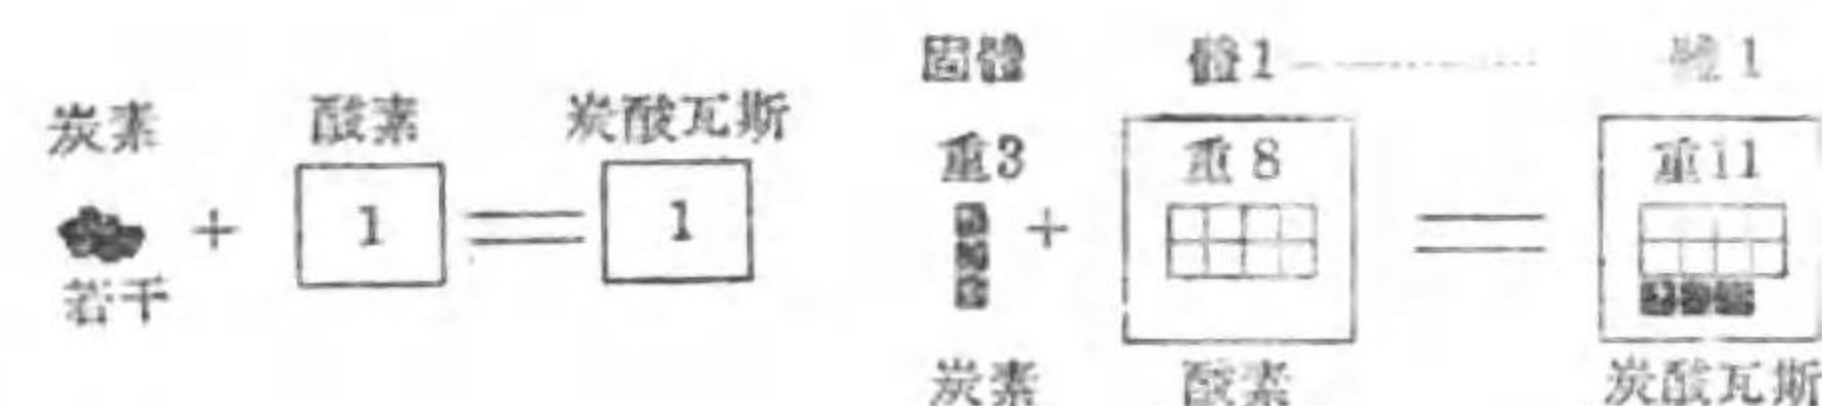 炭素 酸素 炭酸瓦斯
+ 1 = 1
若干
固體 體1 體1
重3 重8 重11
+ =
炭素 酸素 炭酸瓦斯